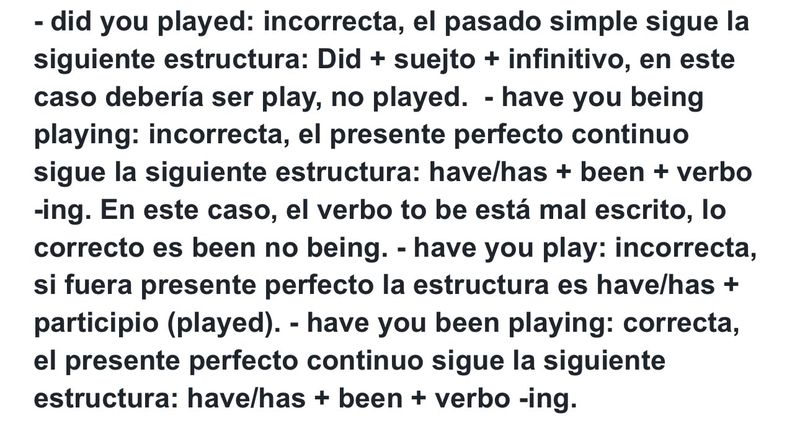 - did you played: incorrecta, el pasado simple sigue la
siguiente estructura: Did + suejto + infinitivo, en este
caso debería ser play, no played.  - have you being
playing: incorrecta, el presente perfecto continuo
sigue la siguiente estructura: have/has + been + verbo
-ing. En este caso, el verbo to be está mal escrito, lo
correcto es been no being. - have you play: incorrecta,
si fuera presente perfecto la estructura es have/has +
participio (played). - have you been playing: correcta,
el presente perfecto continuo sigue la siguiente
estructura: have/has + been + verbo -ing.